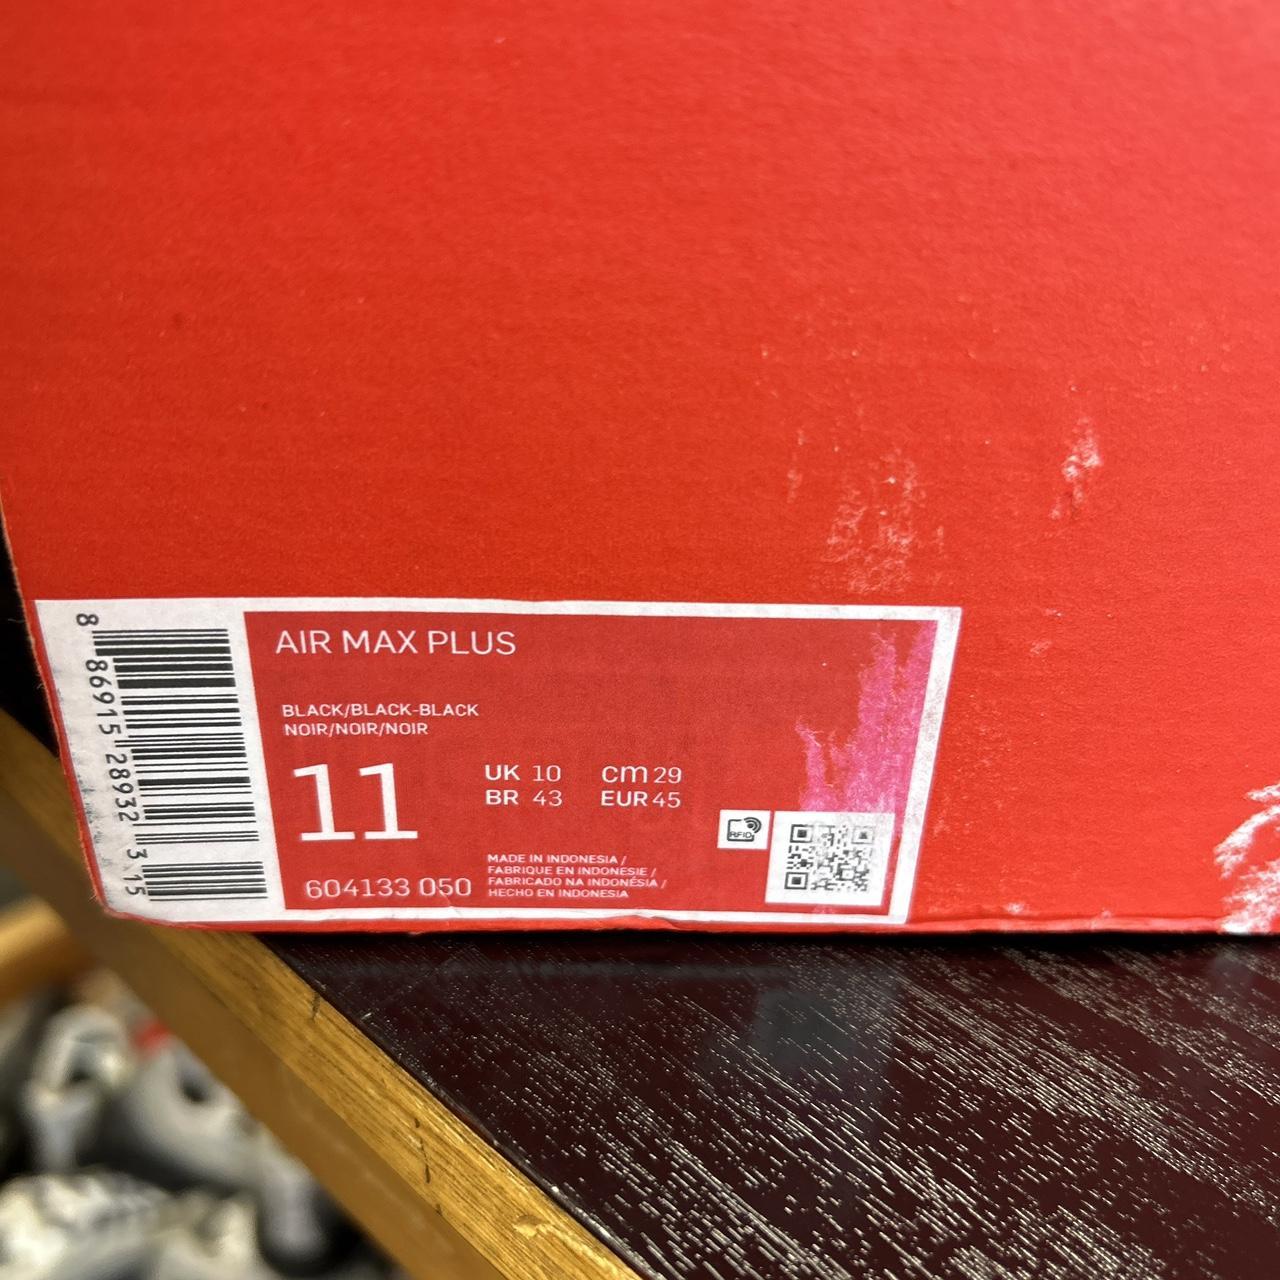 AIR MAX PLUS
BLACK/BLACK-BLACK
NOIR/NOIR/NOIR
11
UK 10 cm 29
BR 43 EUR 45
RFID
604133 050
MADE IN INDONESIA /
FABRIQUE EN INDONESIE /
FABRICADO NA INDONÉSIA /
HECHO EN INDONESIA
8 86915 28932 3 15